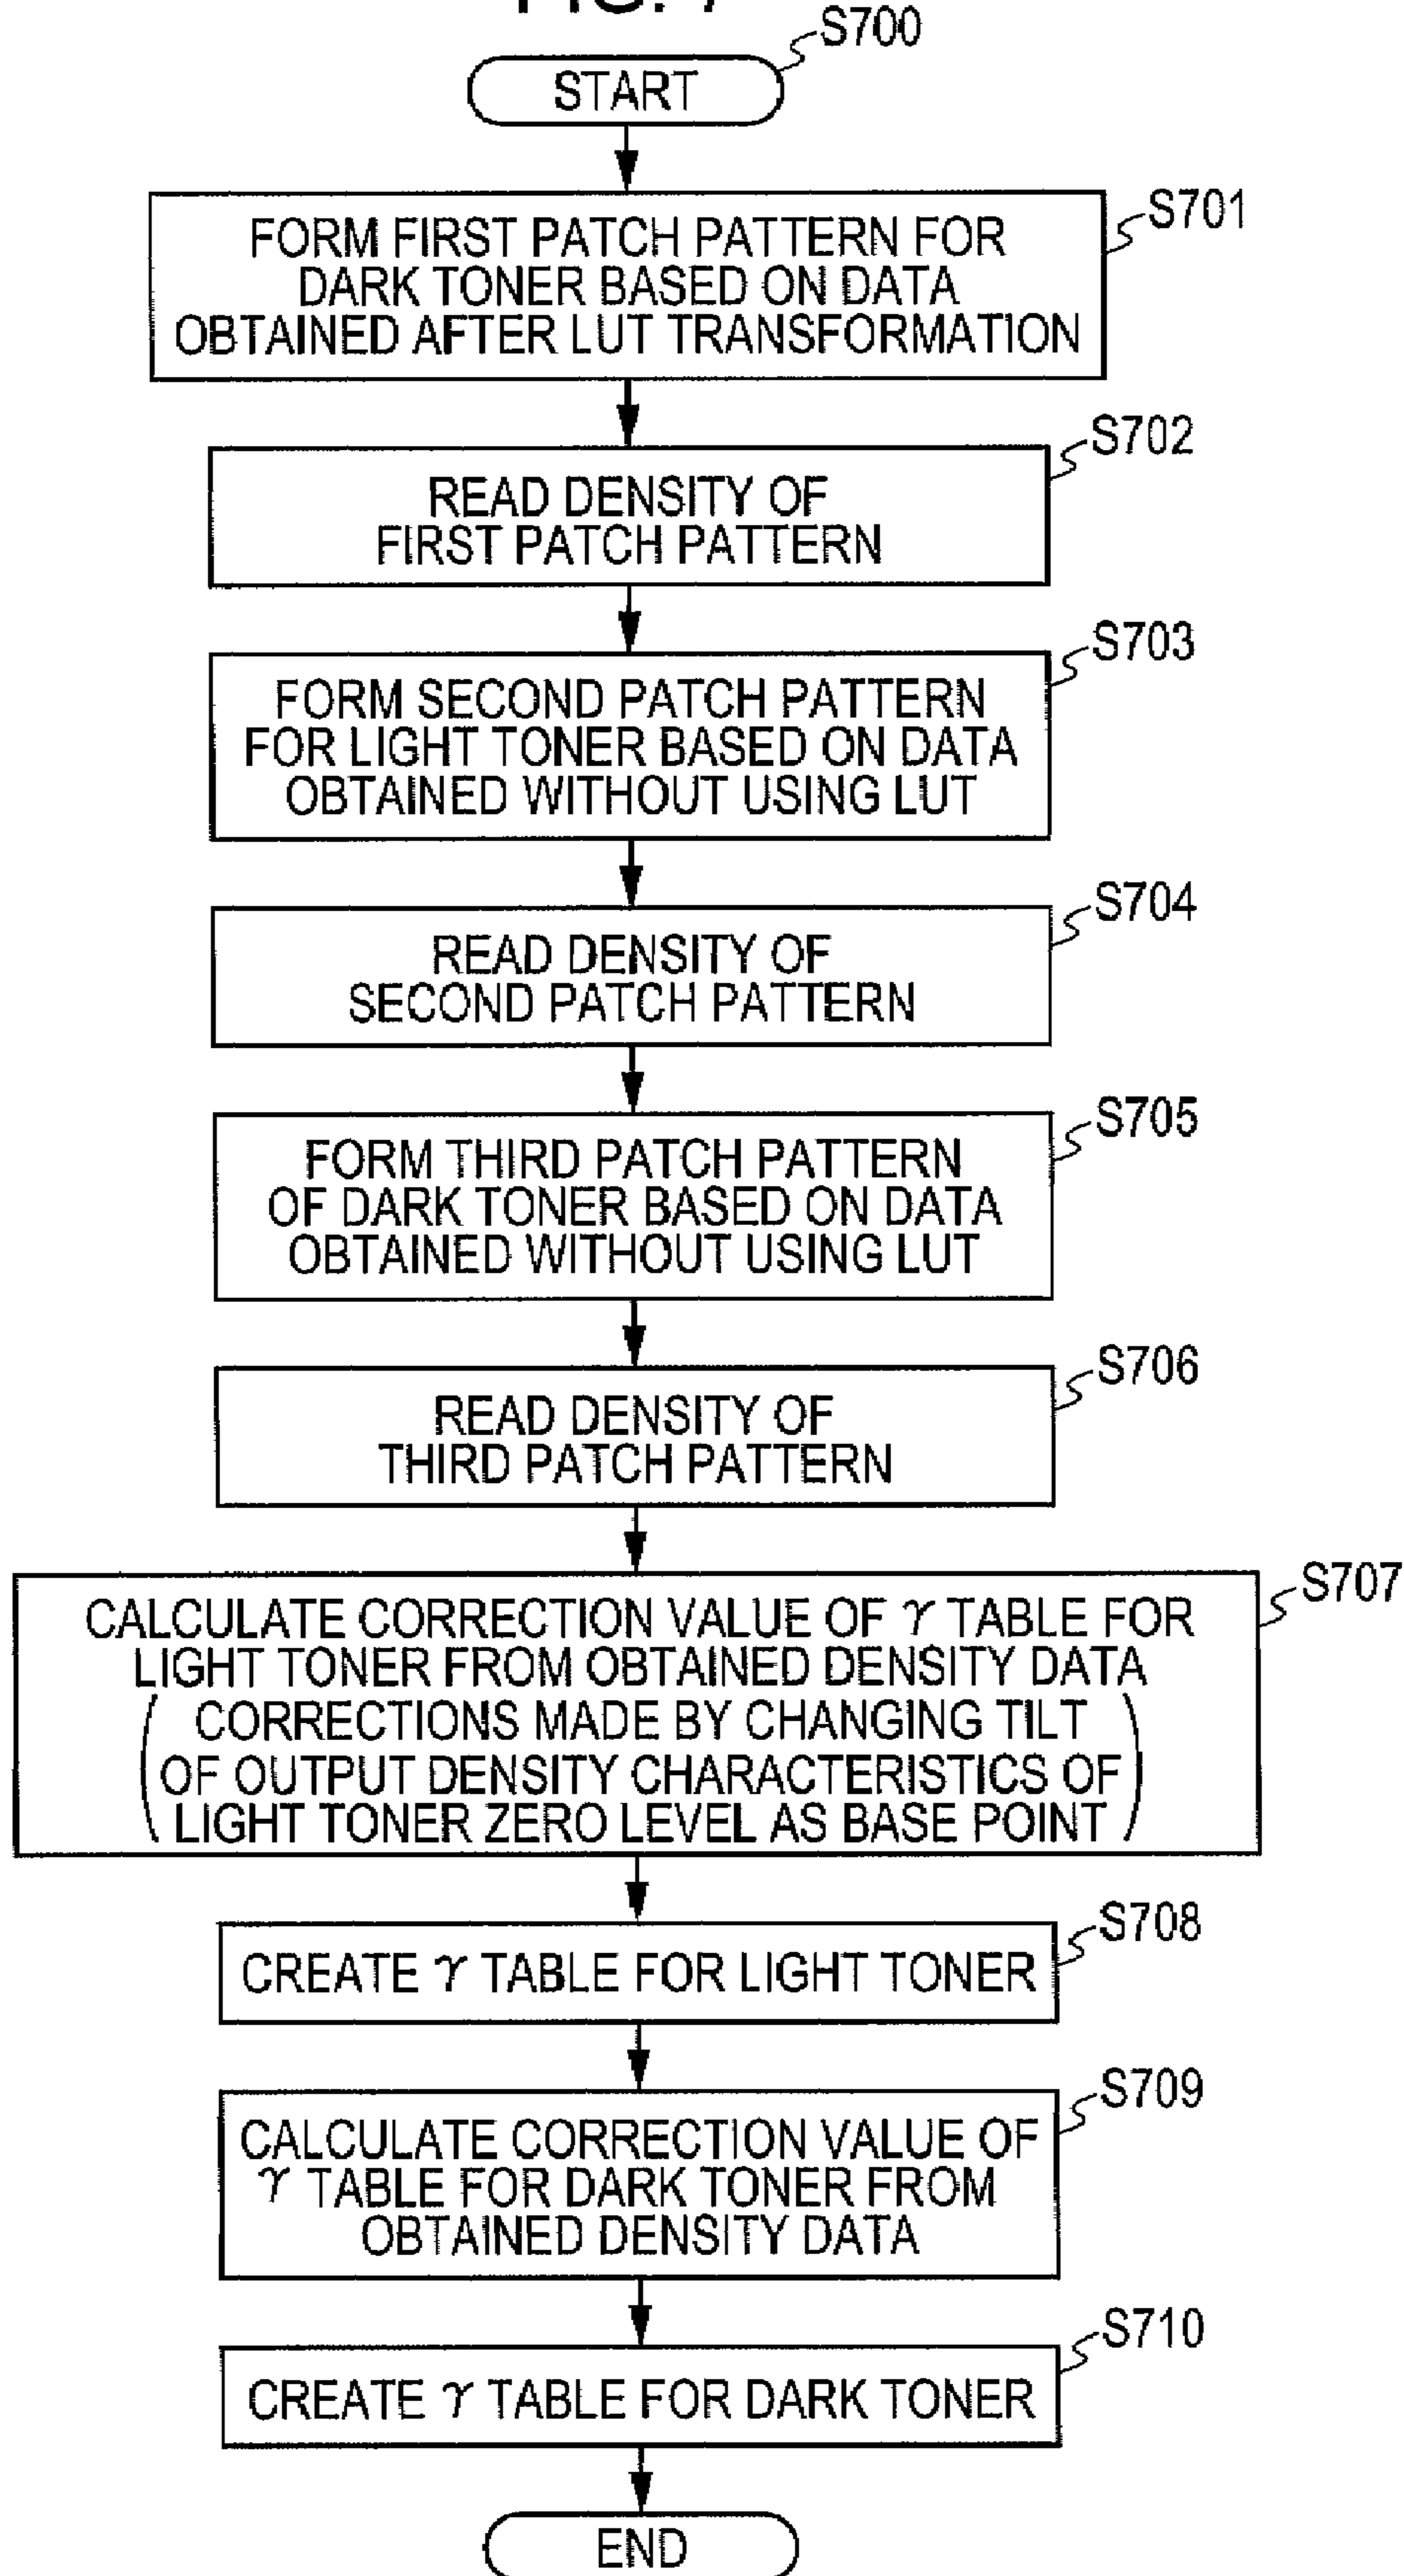 S700
START
S701
FORM FIRST PATCH PATTERN FOR
DARK TONER BASED ON DATA
OBTAINED AFTER LUT TRANSFORMATION
S702
READ DENSITY OF
FIRST PATCH PATTERN
S703
FORM SECOND PATCH PATTERN
FOR LIGHT TONER BASED ON DATA
OBTAINED WITHOUT USING LUT
S704
READ DENSITY OF
SECOND PATCH PATTERN
S705
FORM THIRD PATCH PATTERN
OF DARK TONER BASED ON DATA
OBTAINED WITHOUT USING LUT
S706
READ DENSITY OF
THIRD PATCH PATTERN
S707
CALCULATE CORRECTION VALUE OF γ TABLE FOR
LIGHT TONER FROM OBTAINED DENSITY DATA
( CORRECTIONS MADE BY CHANGING TILT
OF OUTPUT DENSITY CHARACTERISTICS OF
LIGHT TONER ZERO LEVEL AS BASE POINT )
S708
CREATE γ TABLE FOR LIGHT TONER
S709
CALCULATE CORRECTION VALUE OF
γ TABLE FOR DARK TONER FROM
OBTAINED DENSITY DATA
S710
CREATE γ TABLE FOR DARK TONER
END